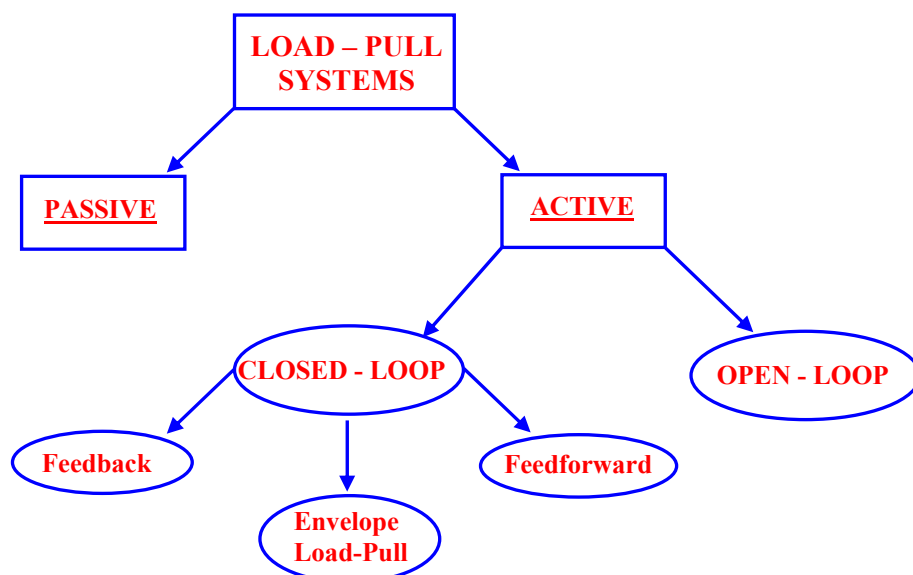 LOAD – PULL
SYSTEMS
PASSIVE
ACTIVE
CLOSED - LOOP
OPEN - LOOP
Feedback
Feedforward
Envelope
Load-Pull